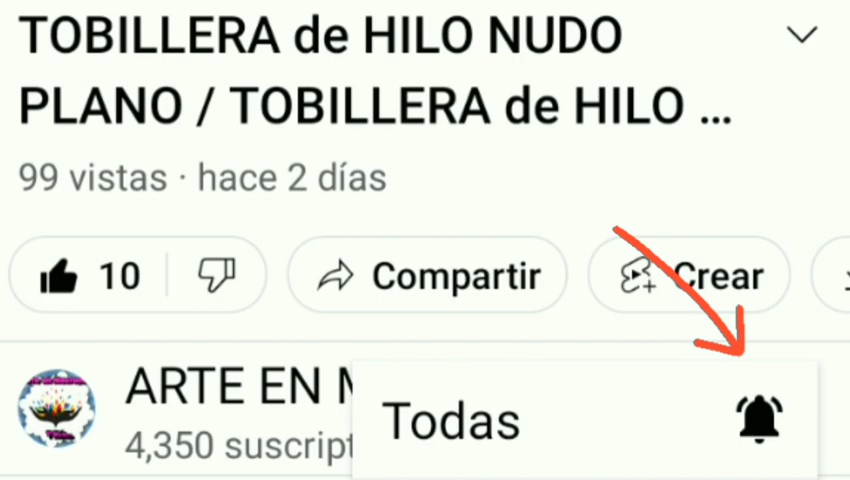 TOBILLERA de HILO NUDO
PLANO / TOBILLERA de HILO ...
99 vistas · hace 2 días
10
Compartir
Crear
ARTE EN
4,350
Todas